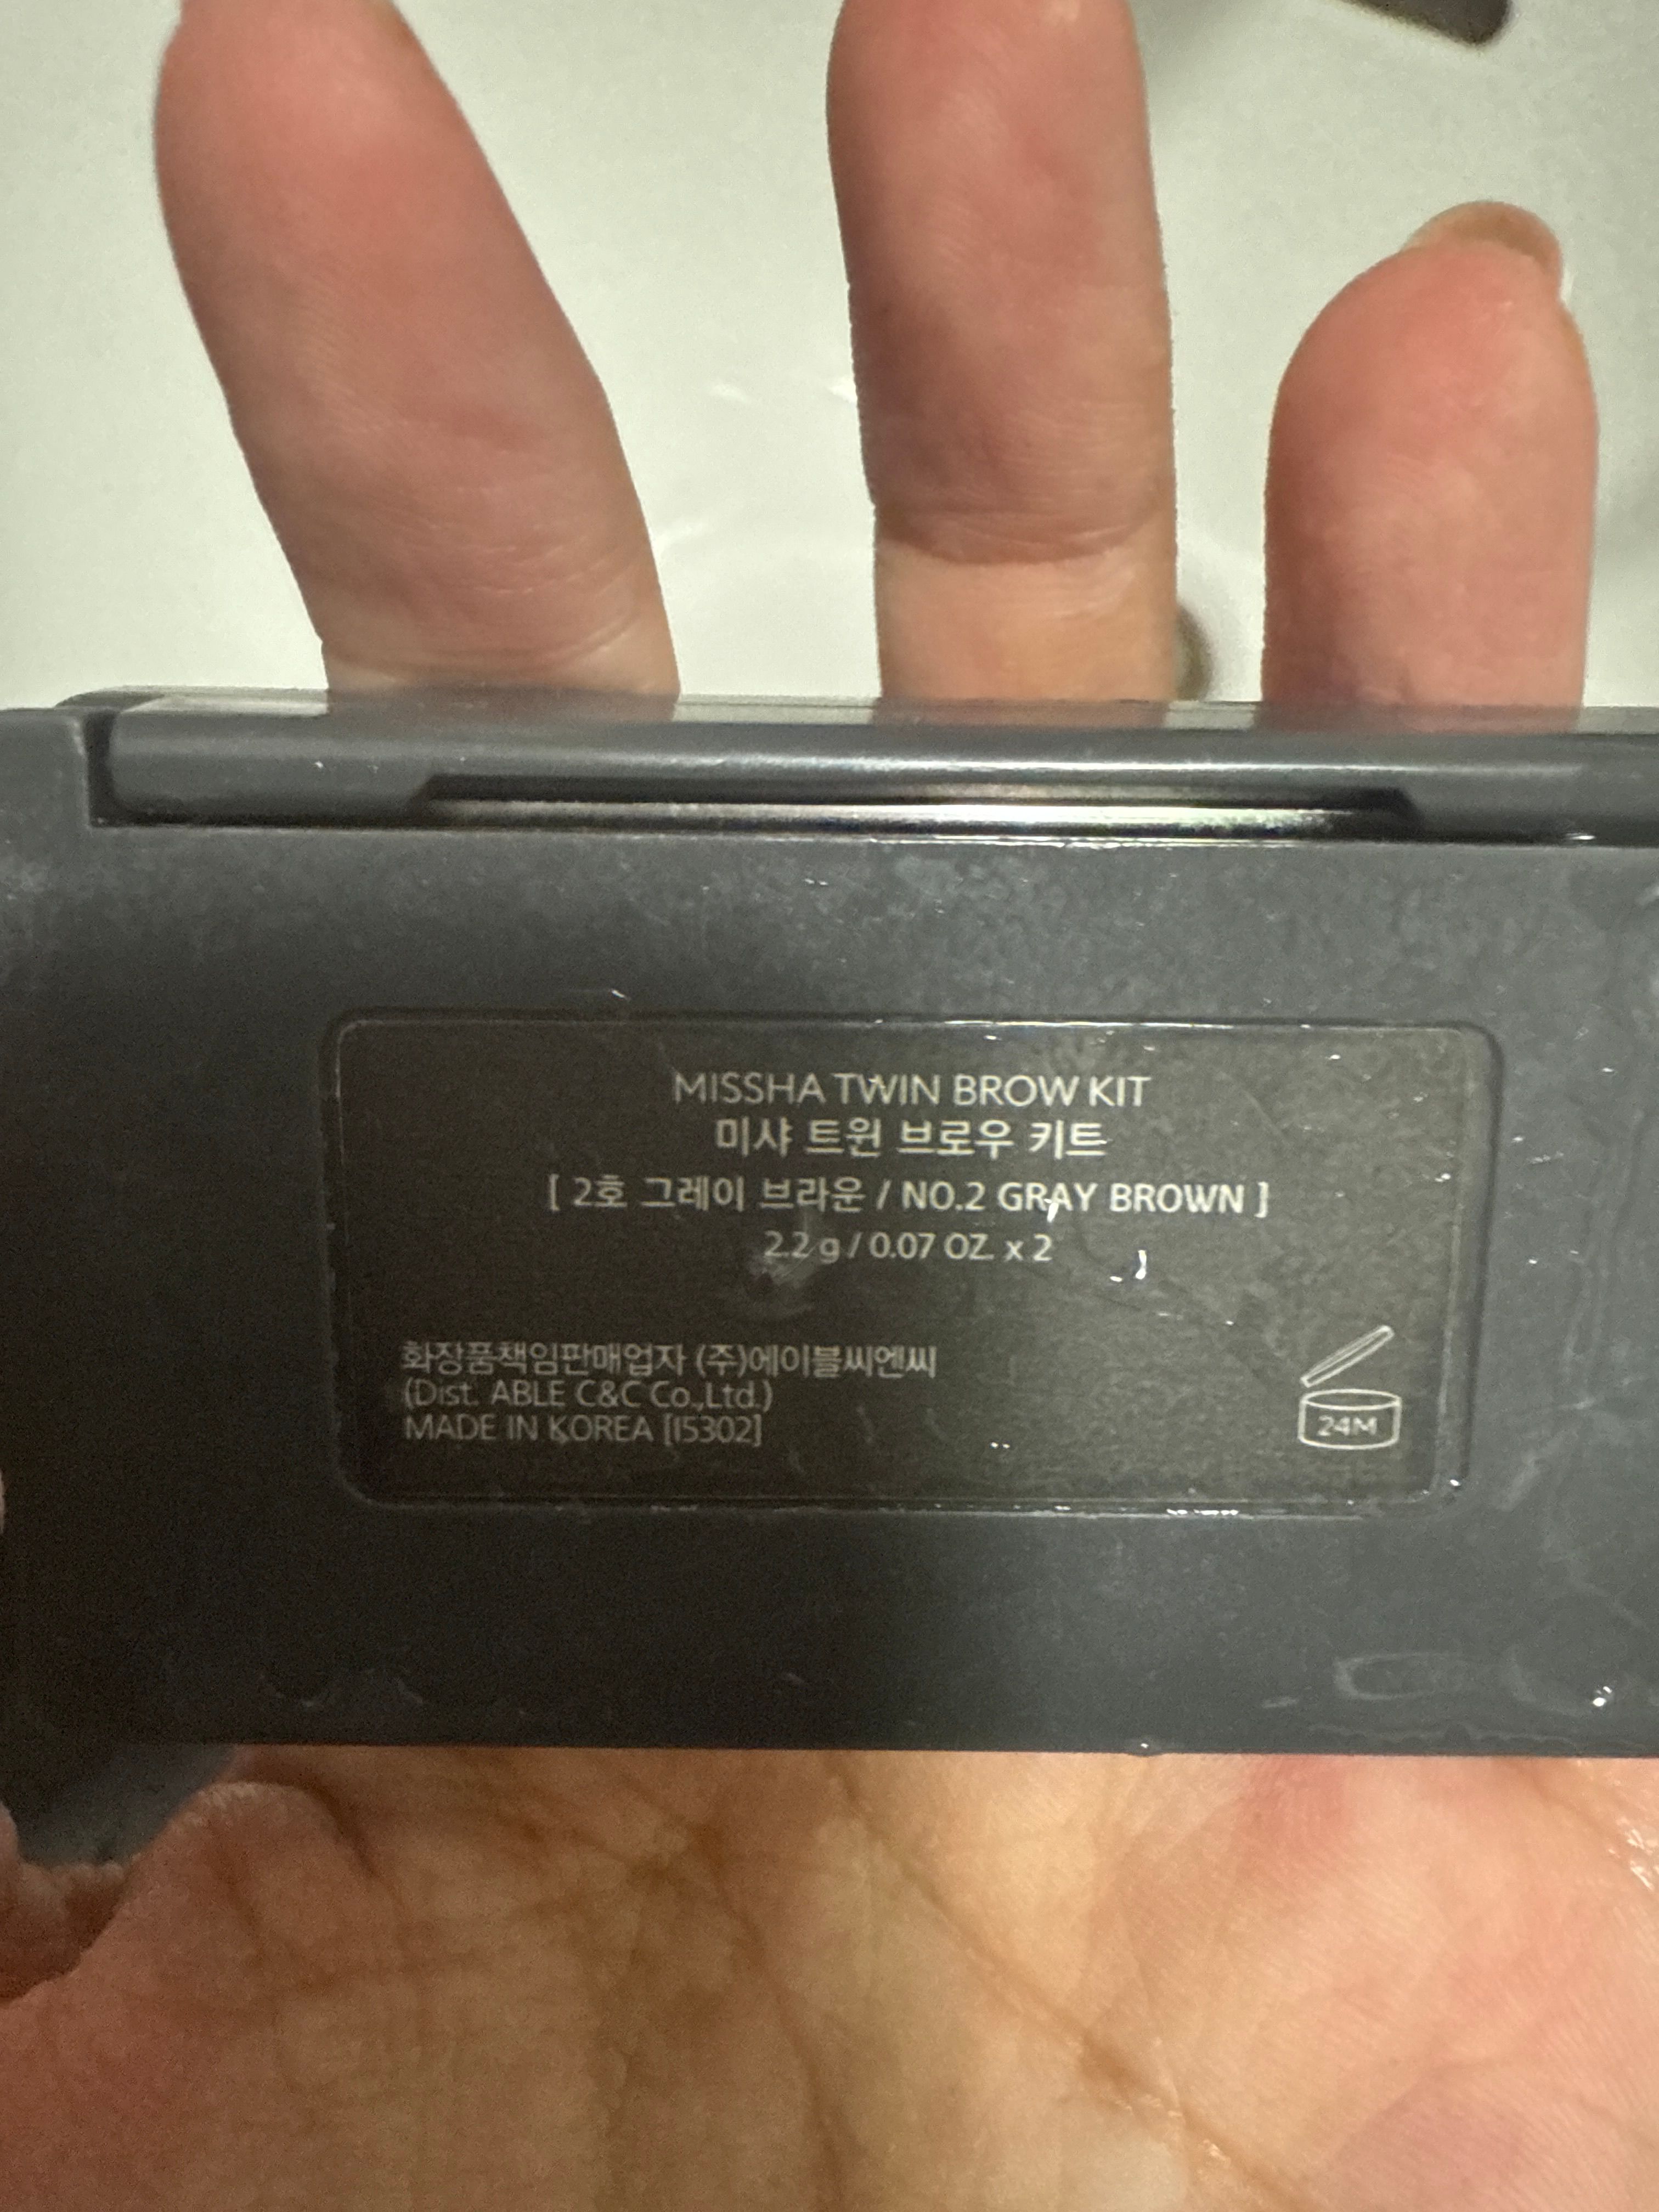 MISSHA TWIN BROW KIT
미샤 트윈 브로우 키트
[ 2호 그레이 브라운 / NO.2 GRAY BROWN ]
2.2 g / 0.07 OZ. x 2
화장품책임판매업자 (주)에이블씨엔씨
(Dist. ABLE C&C Co.,Ltd.)
MADE IN KOREA [I5302]
24M